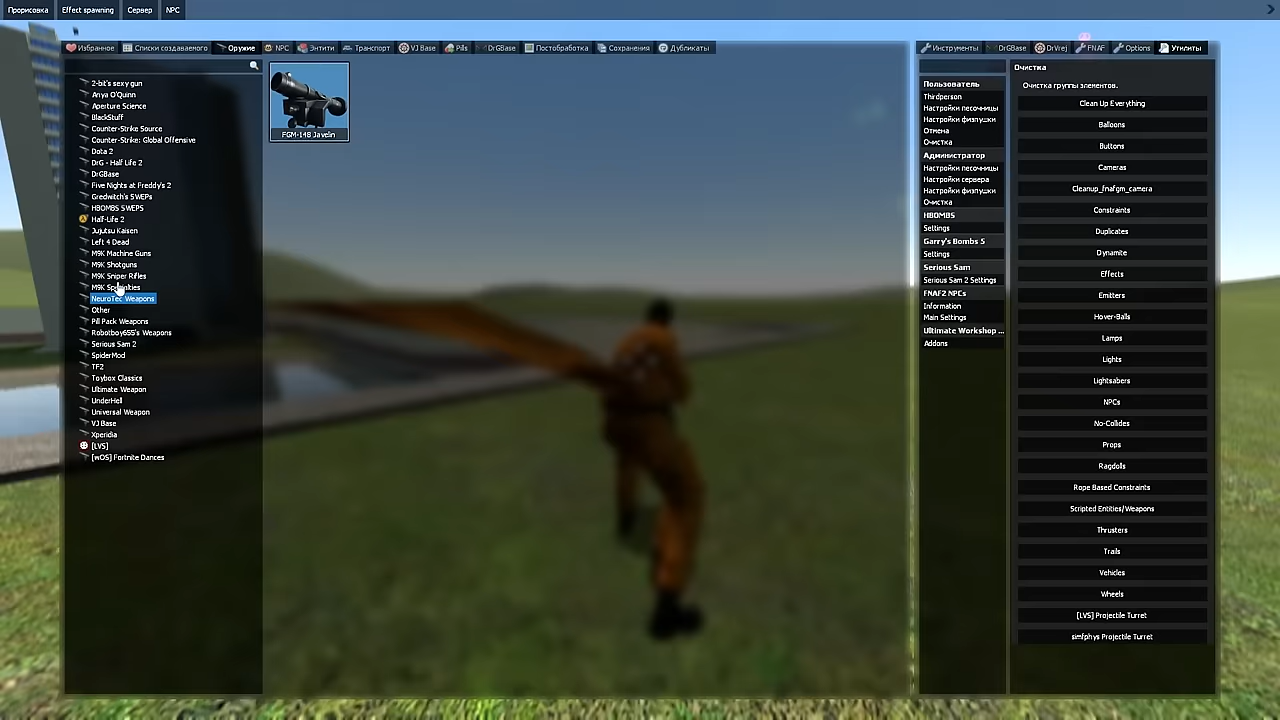 Прорисовка
Effect spawning
Сервер
NPC
Избранное
Списки создаваемого
Оружие
NPC
Энтити
Транспорт
VJ Base
Pills
DrGBase
Постобработка
Сохранения
Дубликаты
2-bit's sexy gun
Anya O'Quinn
Aperture Science
BlackStuff
Counter-Strike Source
Counter-Strike: Global Offensive
Dota 2
DrG - Half Life 2
DrGBase
Five Nights at Freddy's 2
Gredwitch's SWEPs
HBOMBS SWEPS
Half-Life 2
Jujutsu Kaisen
Left 4 Dead
M9K Machine Guns
M9K Shotguns
M9K Sniper Rifles
M9K Specialties
NeuroTec Weapons
Other
Pill Pack Weapons
Robotboy655's Weapons
Serious Sam 2
SpiderMod
TF2
Toybox Classics
Ultimate Weapon
UnderHell
Universal Weapon
VJ Base
Xperidia
[LVS]
[wOS] Fortnite Dances
FGM-148 Javelin
Инструменты
DrGBase
DrVrej
FNAF
Options
Утилиты
Пользователь
Thirdperson
Настройки песочницы
Настройки физпушки
Отмена
Очистка
Администратор
Настройки песочницы
Настройки сервера
Настройки физпушки
Очистка
HBOMBS
Settings
Garry's Bombs 5
Settings
Serious Sam
Serious Sam 2 Settings
FNAF2 NPCs
Information
Main Settings
Ultimate Workshop ...
Addons
Очистка
Очистка группы элементов.
Clean Up Everything
Balloons
Buttons
Cameras
Cleanup_fnafgm_camera
Constraints
Duplicates
Dynamite
Effects
Emitters
Hover-Balls
Lamps
Lights
Lightsabers
NPCs
No-Collides
Props
Ragdolls
Rope Based Constraints
Scripted Entities/Weapons
Thrusters
Trails
Vehicles
Wheels
[LVS] Projectile Turret
simfphys Projectile Turret